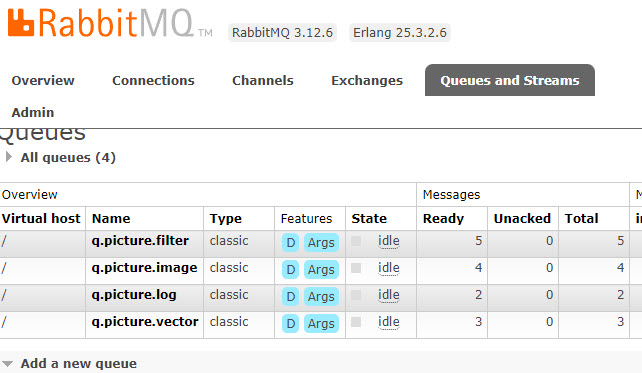 RabbitMQ TM RabbitMQ 3.12.6 Erlang 25.3.2.6
Overview Connections Channels Exchanges Queues and Streams
Admin
Queues
All queues (4)
Overview Messages
Virtual host Name Type Features State Ready Unacked Total
/ q.picture.filter classic D Args idle 5 0 5
/ q.picture.image classic D Args idle 4 0 4
/ q.picture.log classic D Args idle 2 0 2
/ q.picture.vector classic D Args idle 3 0 3
Add a new queue